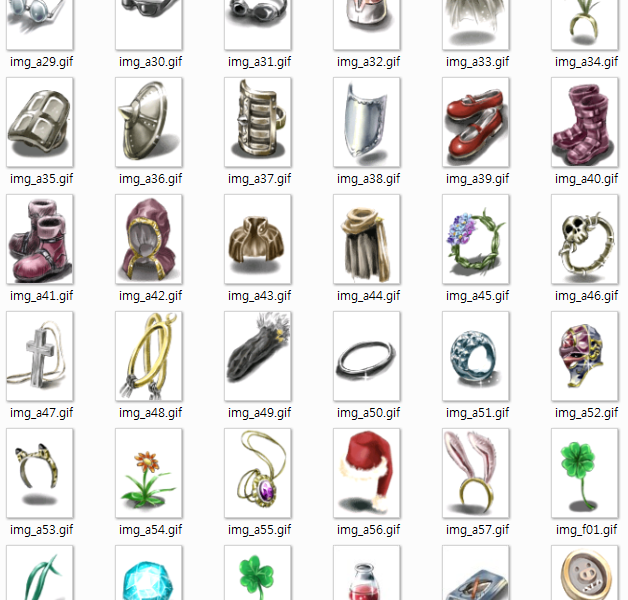 img_a29.gif img_a30.gif img_a31.gif img_a32.gif img_a33.gif img_a34.gif
img_a35.gif img_a36.gif img_a37.gif img_a38.gif img_a39.gif img_a40.gif
img_a41.gif img_a42.gif img_a43.gif img_a44.gif img_a45.gif img_a46.gif
img_a47.gif img_a48.gif img_a49.gif img_a50.gif img_a51.gif img_a52.gif
img_a53.gif img_a54.gif img_a55.gif img_a56.gif img_a57.gif img_f01.gif